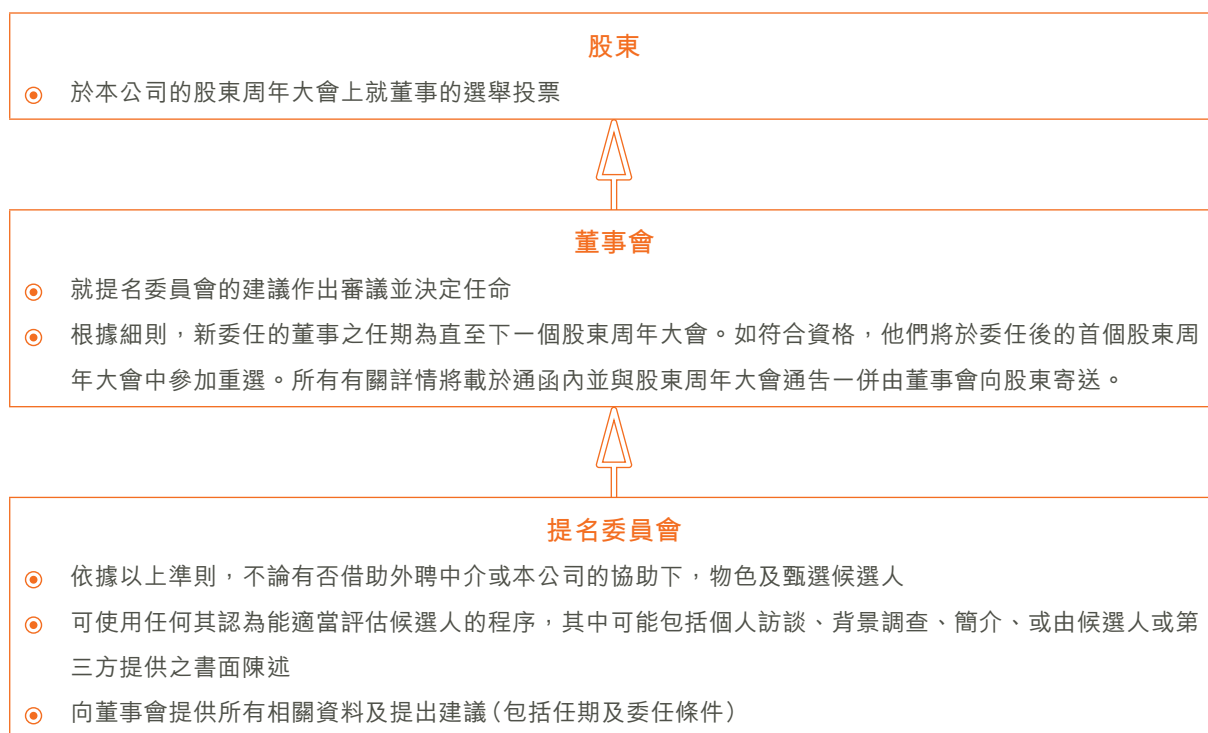 股東
於本公司的股東周年大會上就董事的選舉投票
董事會
就提名委員會的建議作出審議並決定任命
根據細則，新委任的董事之任期為直至下一個股東周年大會。如符合資格，他們將於委任後的首個股東周
年大會中參加重選。所有有關詳情將載於通函內並與股東周年大會通告一併由董事會向股東寄送。
提名委員會
依據以上準則，不論有否借助外聘中介或本公司的協助下，物色及甄選候選人
可使用任何其認為能適當評估候選人的程序，其中可能包括個人訪談、背景調查、簡介、或由候選人或第
三方提供之書面陳述
向董事會提供所有相關資料及提出建議（包括任期及委任條件）